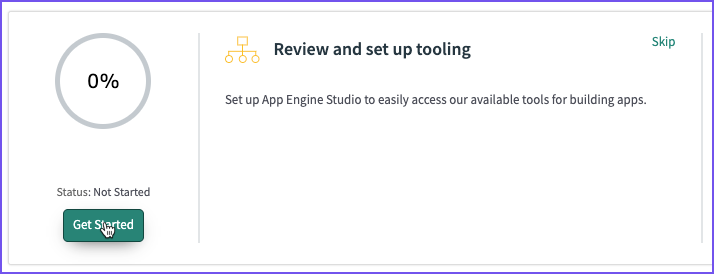 0%
Status: Not Started
Get Started
Review and set up tooling
Skip
Set up App Engine Studio to easily access our available tools for building apps.